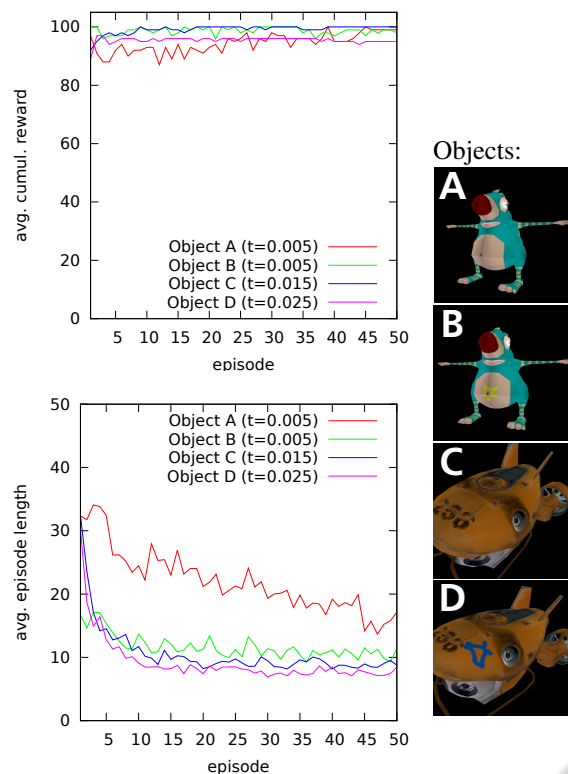 100
80
60
40
20
0
avg. cumul. reward
Object A (t=0.005)
Object B (t=0.005)
Object C (t=0.015)
Object D (t=0.025)
5 10 15 20 25 30 35 40 45 50
episode
50
40
30
20
10
0
avg. episode length
Object A (t=0.005)
Object B (t=0.005)
Object C (t=0.015)
Object D (t=0.025)
5 10 15 20 25 30 35 40 45 50
episode
Objects:
A
B
C
D